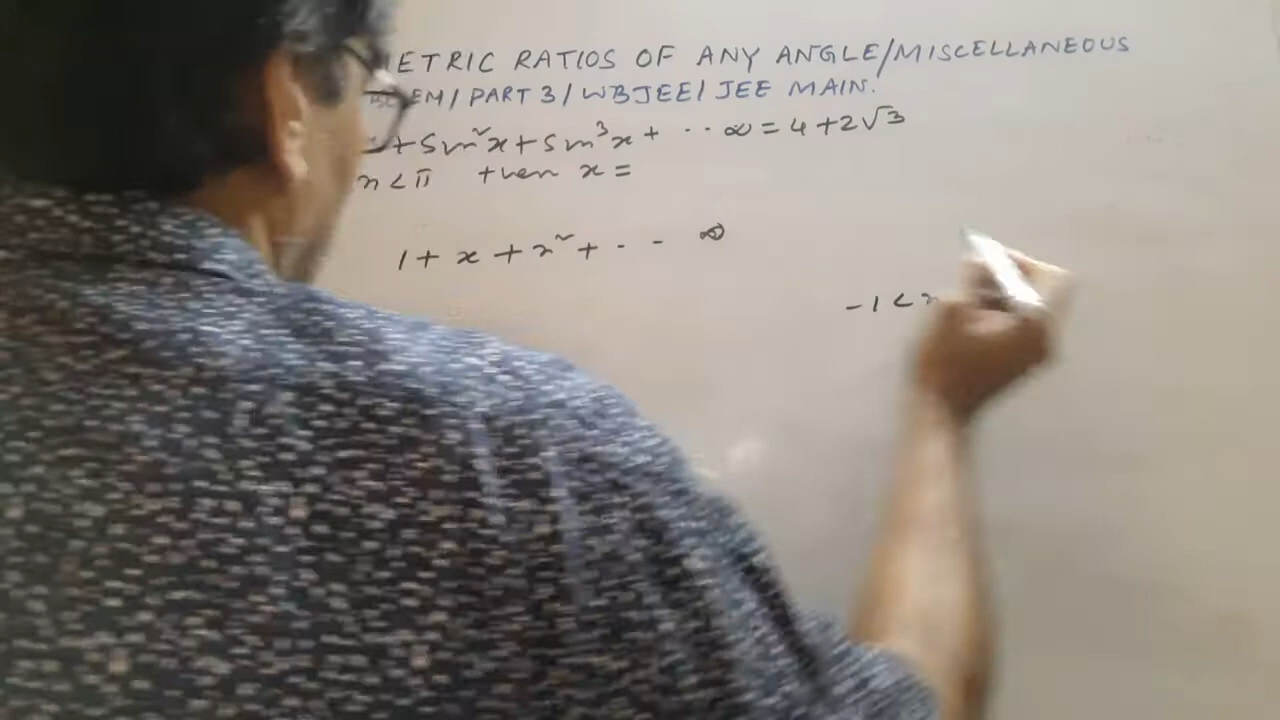 ETRIC RATIOS OF ANY ANGLE/MISCELLANEOUS
EM/ PART 3/ WBJEE/ JEE MAIN.
+ Sin²x + Sin³x + ·· ∞ = 4 + 2√3
x < π then x =
1 + x + x² + · - - ∞
-1 < x